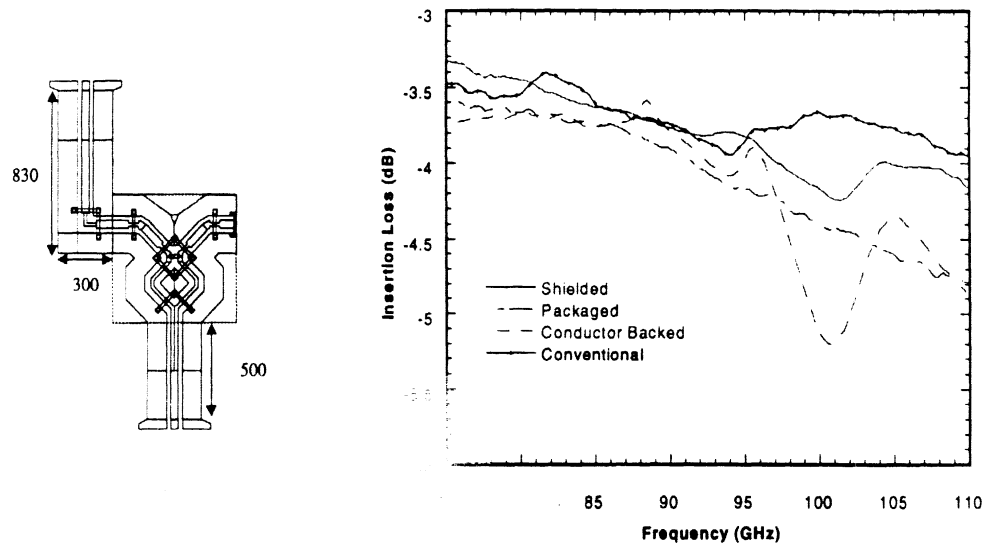 830
300
500
-3
-3.5
-4
-4.5
-5
Insertion Loss (dB)
Shielded
Packaged
Conductor Backed
Conventional
85
90
95
100
105
110
Frequency (GHz)